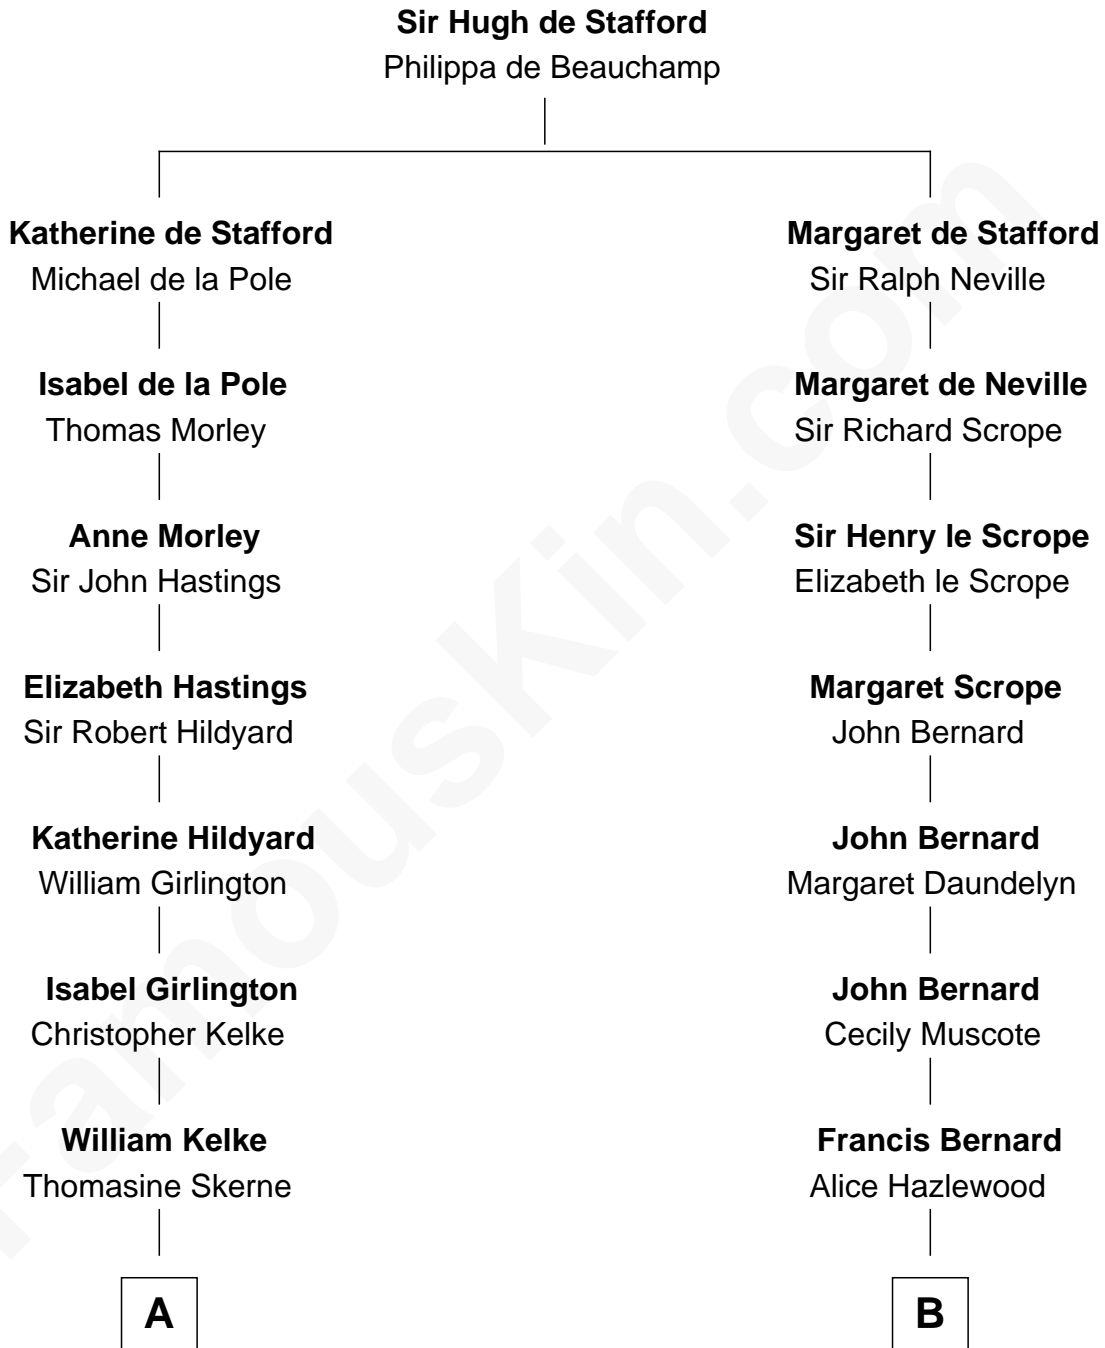 Sir Hugh de Stafford
Philippa de Beauchamp
Katherine de Stafford
Michael de la Pole
Margaret de Stafford
Sir Ralph Neville
Isabel de la Pole
Thomas Morley
Margaret de Neville
Sir Richard Scrope
Anne Morley
Sir John Hastings
Sir Henry le Scrope
Elizabeth le Scrope
Elizabeth Hastings
Sir Robert Hildyard
Margaret Scrope
John Bernard
Katherine Hildyard
William Girlington
John Bernard
Margaret Daundelyn
Isabel Girlington
Christopher Kelke
John Bernard
Cecily Muscote
William Kelke
Thomasine Skerne
Francis Bernard
Alice Hazlewood
A
B
FamousKin.com